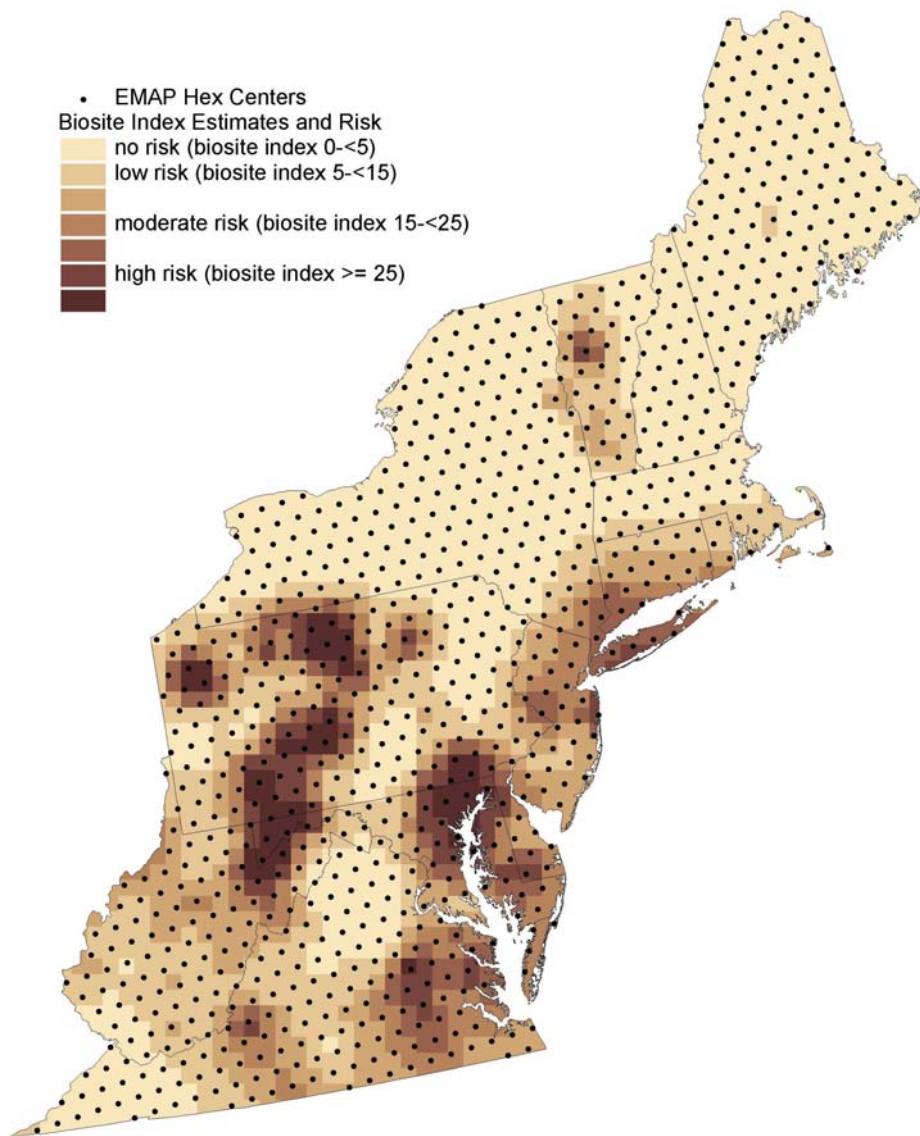 EMAP Hex Centers
Biosite Index Estimates and Risk
no risk (biosite index 0-<5)
low risk (biosite index 5-<15)
moderate risk (biosite index 15-<25)
high risk (biosite index >= 25)